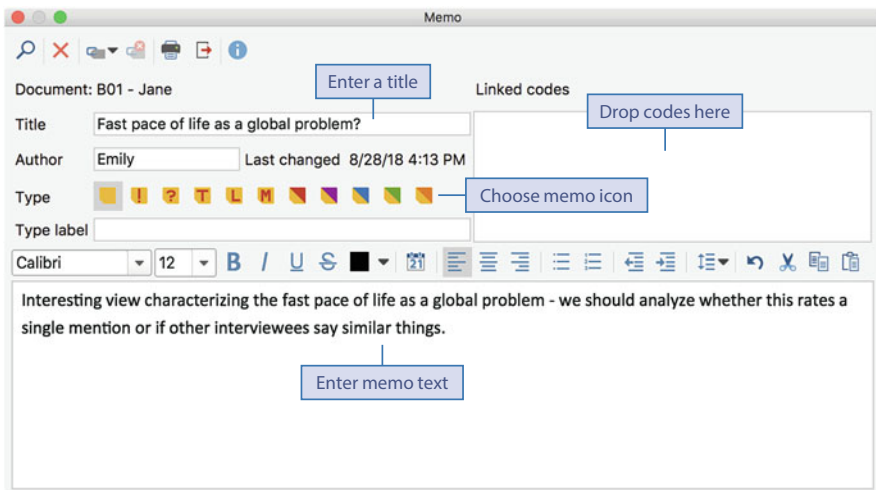 Memo
Document: B01 - Jane
Enter a title
Linked codes
Title
Fast pace of life as a global problem?
Drop codes here
Author
Emily
Last changed 8/28/18 4:13 PM
Type
! ? T L M
Choose memo icon
Type label
Calibri
12
B I U S
21
Interesting view characterizing the fast pace of life as a global problem - we should analyze whether this rates a
single mention or if other interviewees say similar things.
Enter memo text